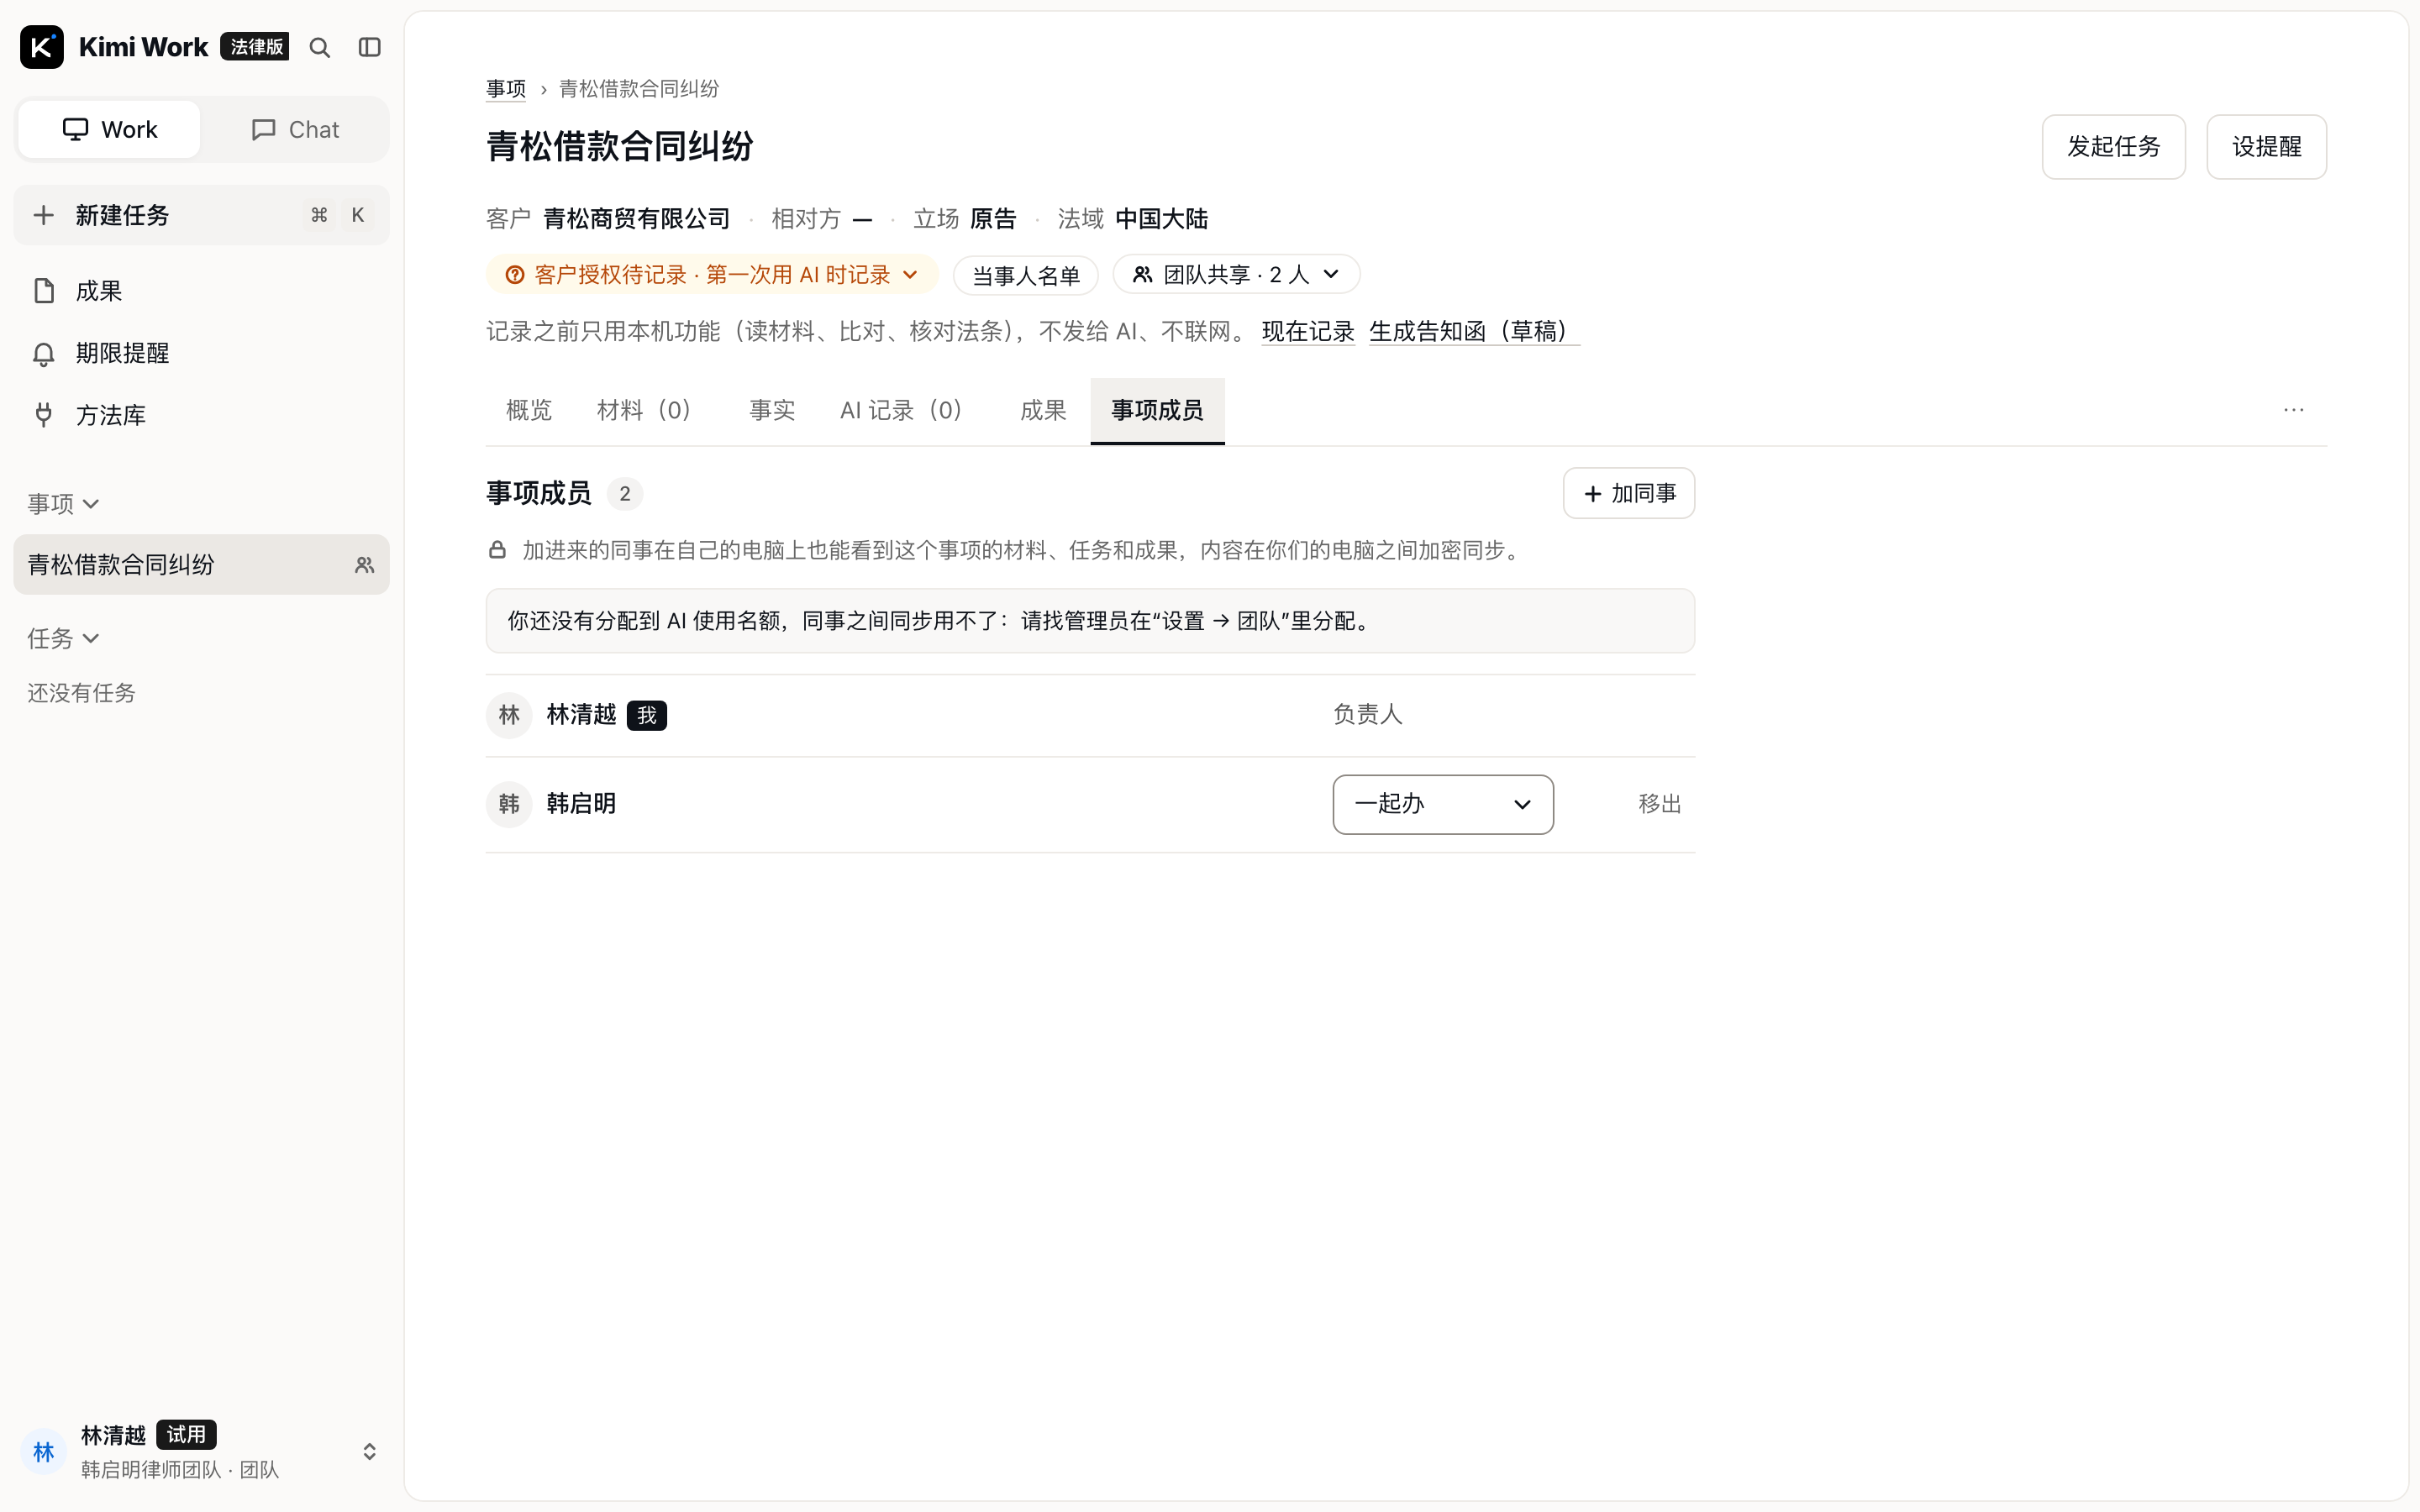 Kimi Work 法律版
Work
Chat
新建任务 ⌘ K
成果
期限提醒
方法库
事项
青松借款合同纠纷
任务
还没有任务
林 林清越 试用
韩启明律师团队 · 团队
事项 › 青松借款合同纠纷
青松借款合同纠纷
发起任务
设提醒
客户 青松商贸有限公司 · 相对方 — · 立场 原告 · 法域 中国大陆
客户授权待记录 · 第一次用 AI 时记录
当事人名单
团队共享 · 2 人
记录之前只用本机功能（读材料、比对、核对法条），不发给 AI、不联网。 现在记录 生成告知函（草稿）
概览
材料（0）
事实
AI 记录（0）
成果
事项成员
···
事项成员 2
+ 加同事
加进来的同事在自己的电脑上也能看到这个事项的材料、任务和成果，内容在你们的电脑之间加密同步。
你还没有分配到 AI 使用名额，同事之间同步用不了：请找管理员在“设置 → 团队”里分配。
林 林清越 我 负责人
韩 韩启明 一起办 移出